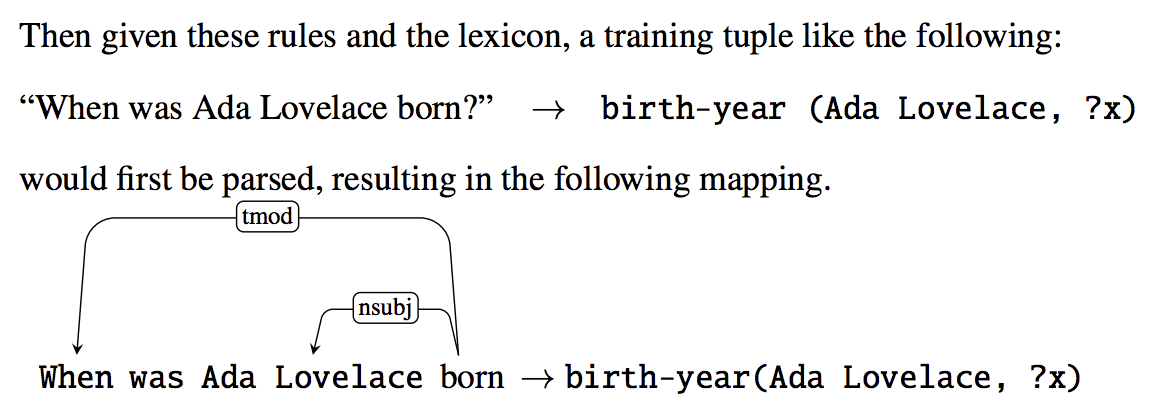 Then given these rules and the lexicon, a training tuple like the following:
“When was Ada Lovelace born?” → birth-year (Ada Lovelace, ?x)
would first be parsed, resulting in the following mapping.
tmod
nsubj
When was Ada Lovelace born → birth-year(Ada Lovelace, ?x)